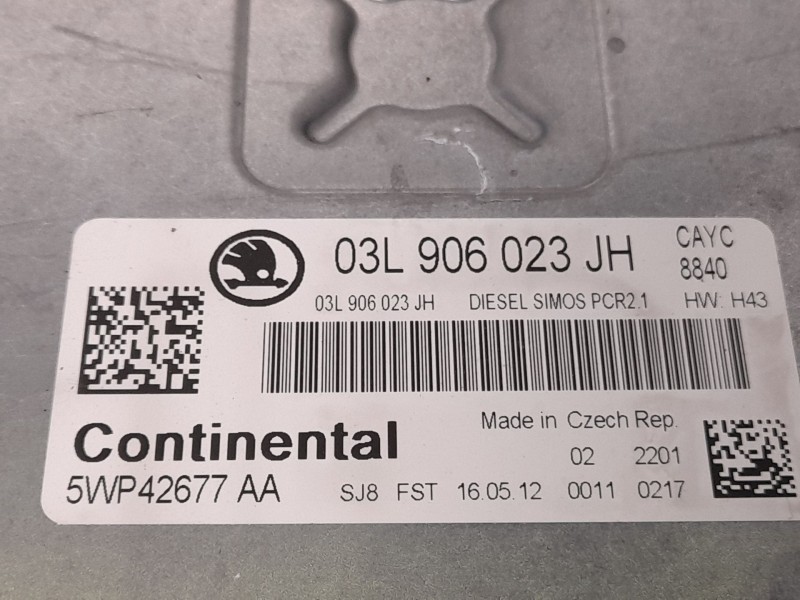 03L 906 023 JH CAYC
8840
03L 906 023 JH DIESEL SIMOS PCR2.1 HW: H43
Continental Made in Czech Rep.
02 2201
5WP42677 AA SJ8 FST 16.05.12 0011 0217